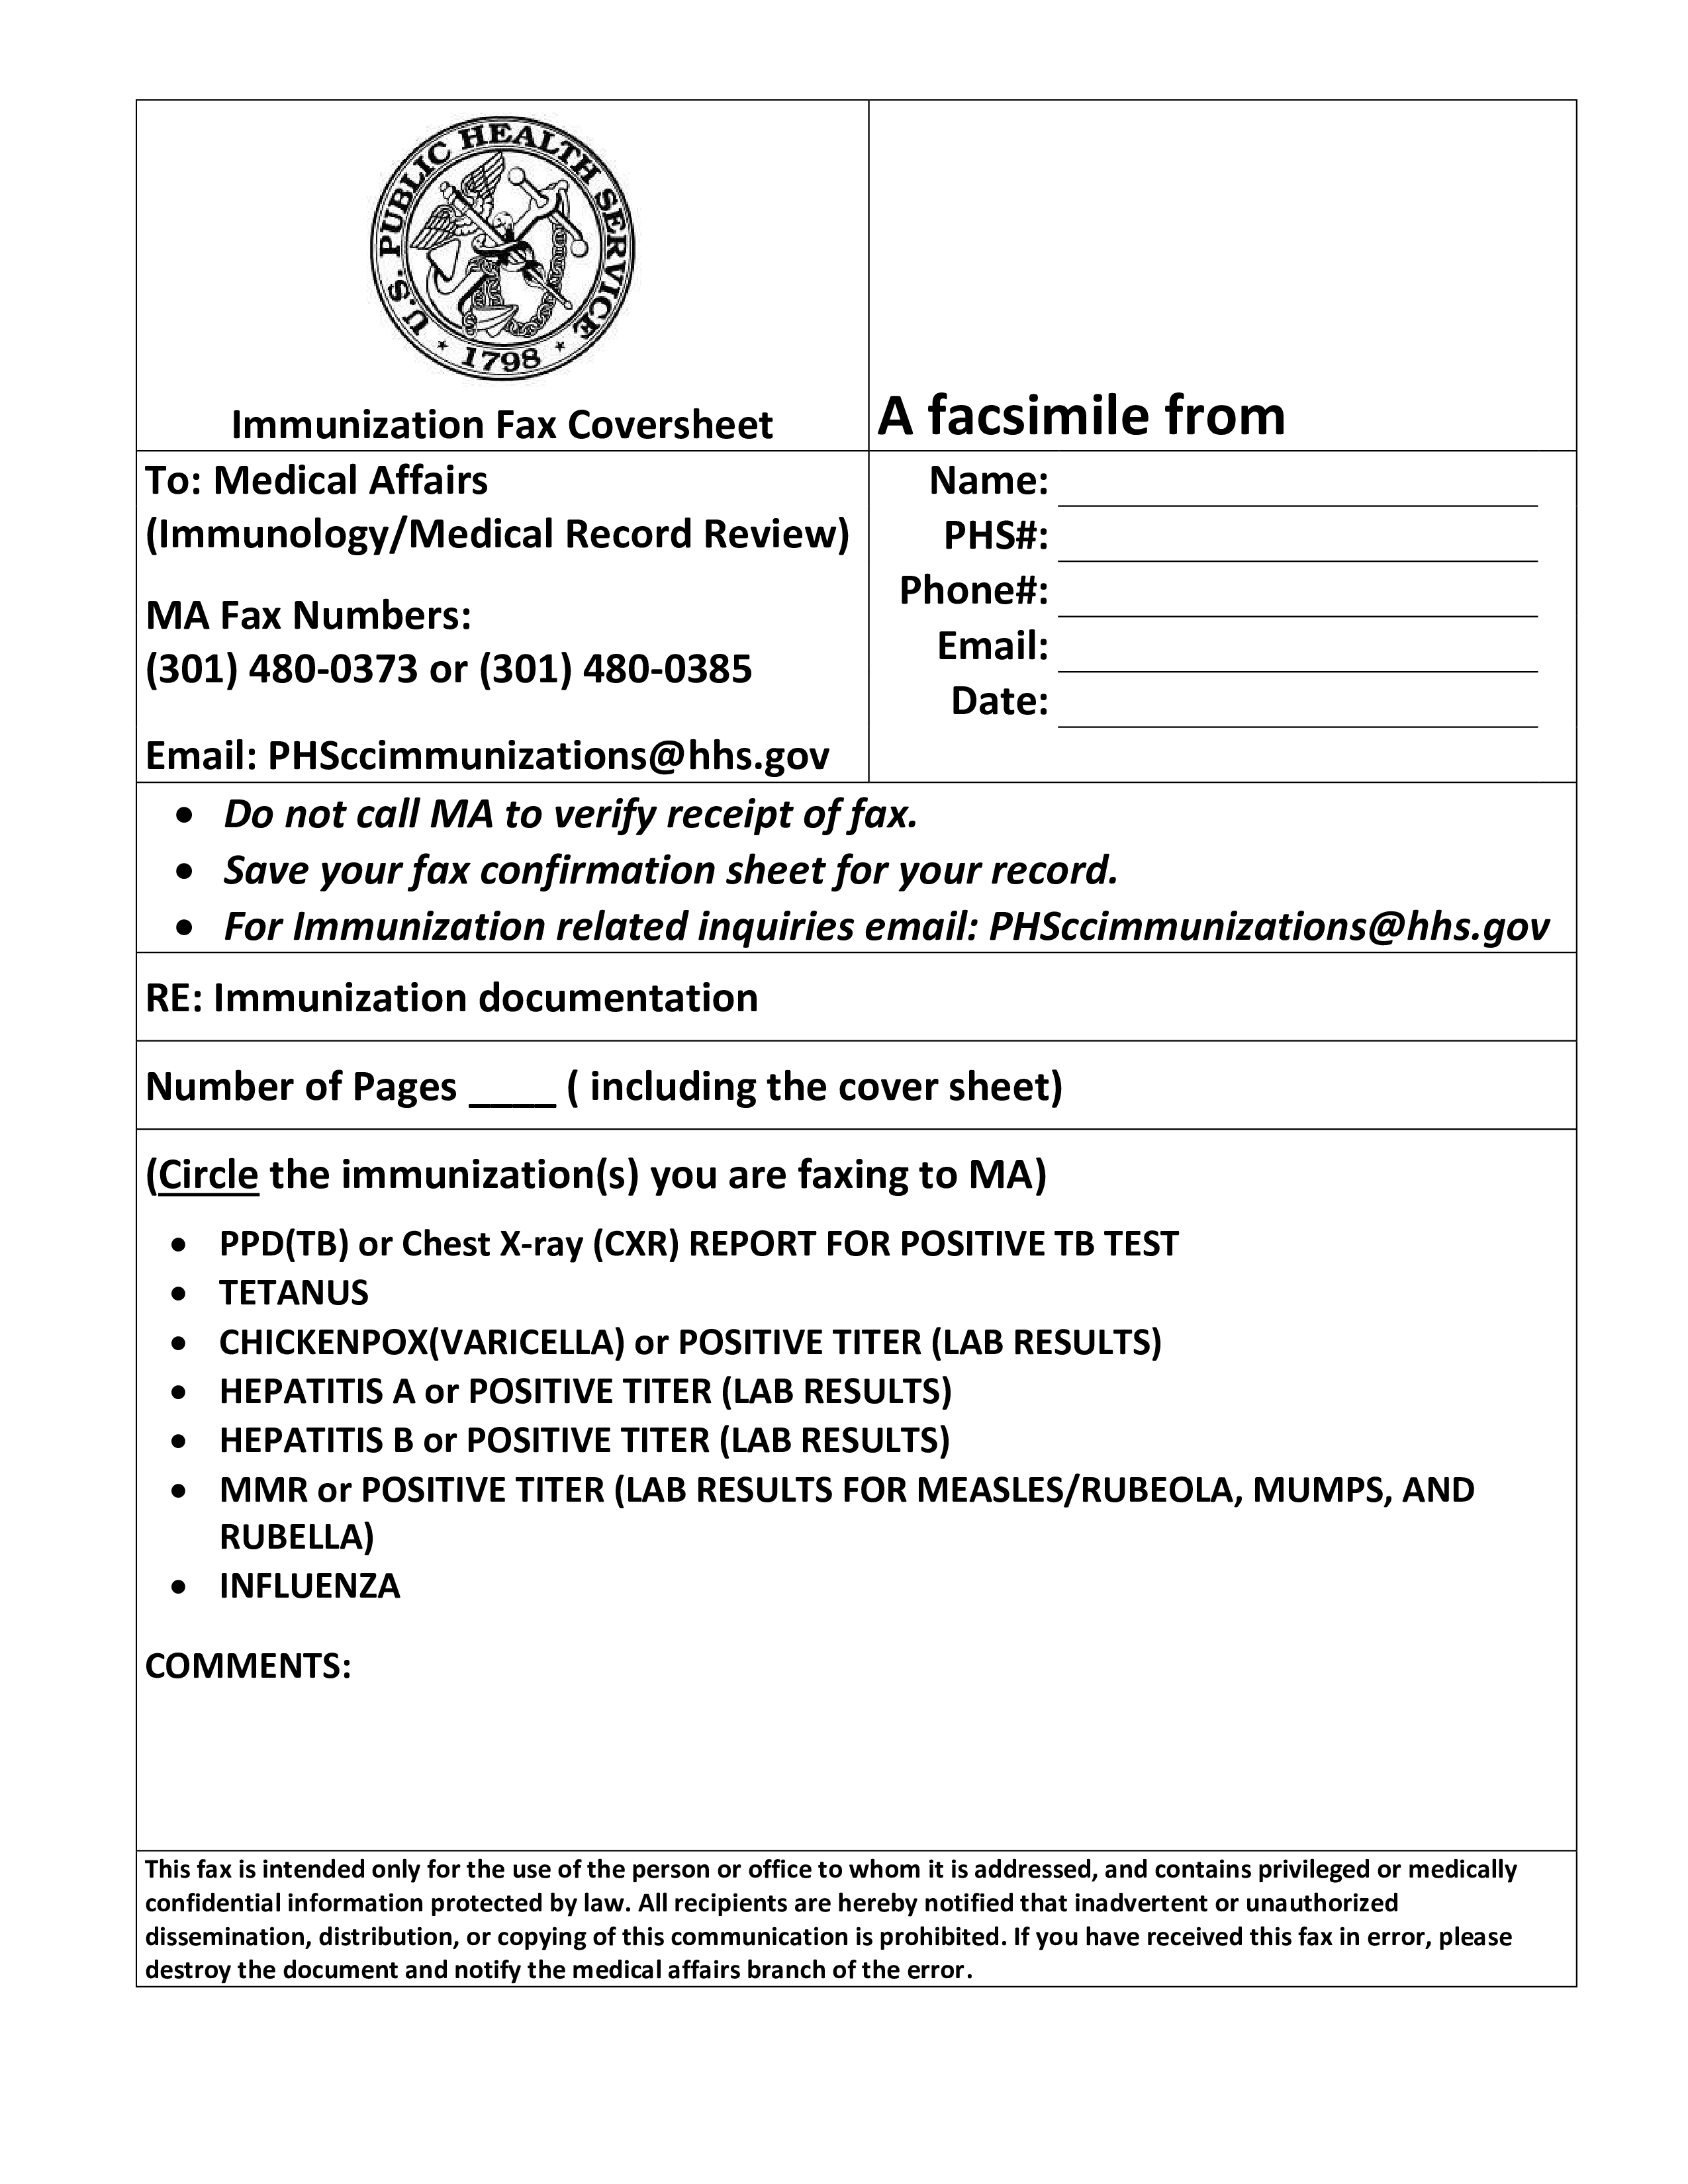 U.S. PUBLIC HEALTH SERVICE
* 1798 *
Immunization Fax Coversheet
A facsimile from
To: Medical Affairs
(Immunology/Medical Record Review)
MA Fax Numbers:
(301) 480-0373 or (301) 480-0385
Email: PHSccimmunizations@hhs.gov
Name:
PHS#:
Phone#:
Email:
Date:
• Do not call MA to verify receipt of fax.
• Save your fax confirmation sheet for your record.
• For Immunization related inquiries email: PHSccimmunizations@hhs.gov
RE: Immunization documentation
Number of Pages ____ ( including the cover sheet)
(Circle the immunization(s) you are faxing to MA)
• PPD(TB) or Chest X-ray (CXR) REPORT FOR POSITIVE TB TEST
• TETANUS
• CHICKENPOX(VARICELLA) or POSITIVE TITER (LAB RESULTS)
• HEPATITIS A or POSITIVE TITER (LAB RESULTS)
• HEPATITIS B or POSITIVE TITER (LAB RESULTS)
• MMR or POSITIVE TITER (LAB RESULTS FOR MEASLES/RUBEOLA, MUMPS, AND
RUBELLA)
• INFLUENZA
COMMENTS:
This fax is intended only for the use of the person or office to whom it is addressed, and contains privileged or medically
confidential information protected by law. All recipients are hereby notified that inadvertent or unauthorized
dissemination, distribution, or copying of this communication is prohibited. If you have received this fax in error, please
destroy the document and notify the medical affairs branch of the error.